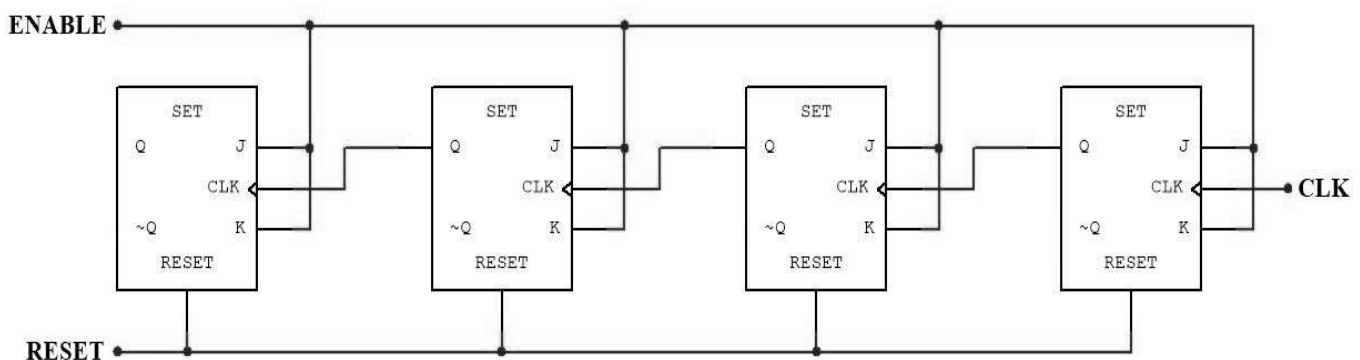 ENABLE
SET SET SET SET
Q J Q J Q J Q J
CLK CLK CLK CLK CLK
~Q K ~Q K ~Q K ~Q K
RESET RESET RESET RESET
RESET